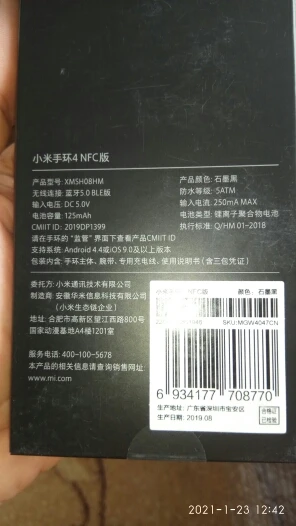 小米手环4 NFC版
产品型号: XMSH08HM
产品颜色: 石墨黑
无线连接: 蓝牙5.0 BLE版
防水等级: 5ATM
输入电压: DC 5.0V
输入电流: 250mA MAX
电池容量: 125mAh
电池类型: 锂离子聚合物电池
CMIIT ID: 2019DP1399
执行标准: Q/HM 01-2018
请在手环的 "监管" 界面下查看产品CMIIT ID
支持系统: Android 4.4或iOS 9.0及以上版本
包装内含: 手环主体、腕带、专用充电线、使用说明书 (含三包凭证)
委托方: 小米通讯技术有限公司
制造商: 安徽华米信息科技有限公司
(小米生态链企业)
地址: 合肥市高新区望江西路800号
国家动漫基地A4楼1201室
服务电话: 400-100-5678
本产品的相关信息请查询销售网址:
www.mi.com
颜色: 石墨黑
SKU:MGW4047CN
6 934177 708770
生产地址: 广东省深圳市宝安区
生产日期: 2019.08
合格证
已检验
2021-1-23 12:42